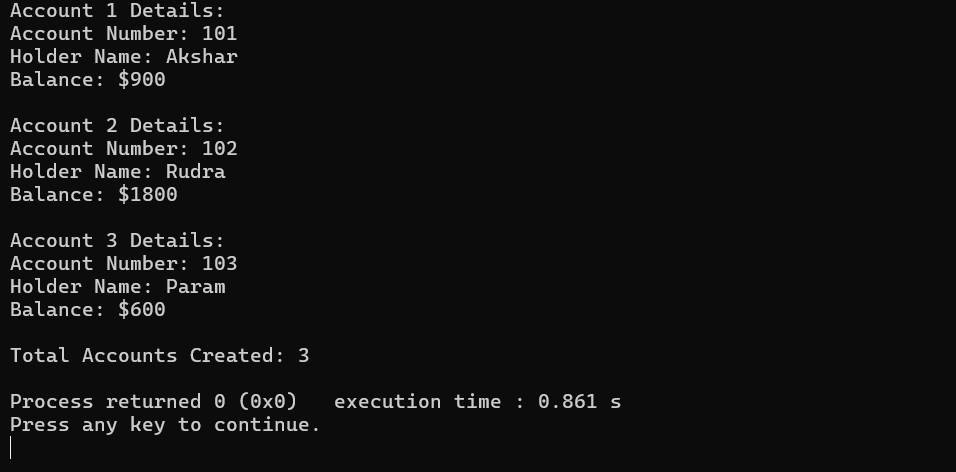 Account 1 Details:
Account Number: 101
Holder Name: Akshar
Balance: $900
Account 2 Details:
Account Number: 102
Holder Name: Rudra
Balance: $1800
Account 3 Details:
Account Number: 103
Holder Name: Param
Balance: $600
Total Accounts Created: 3
Process returned 0 (0x0)   execution time : 0.861 s
Press any key to continue.